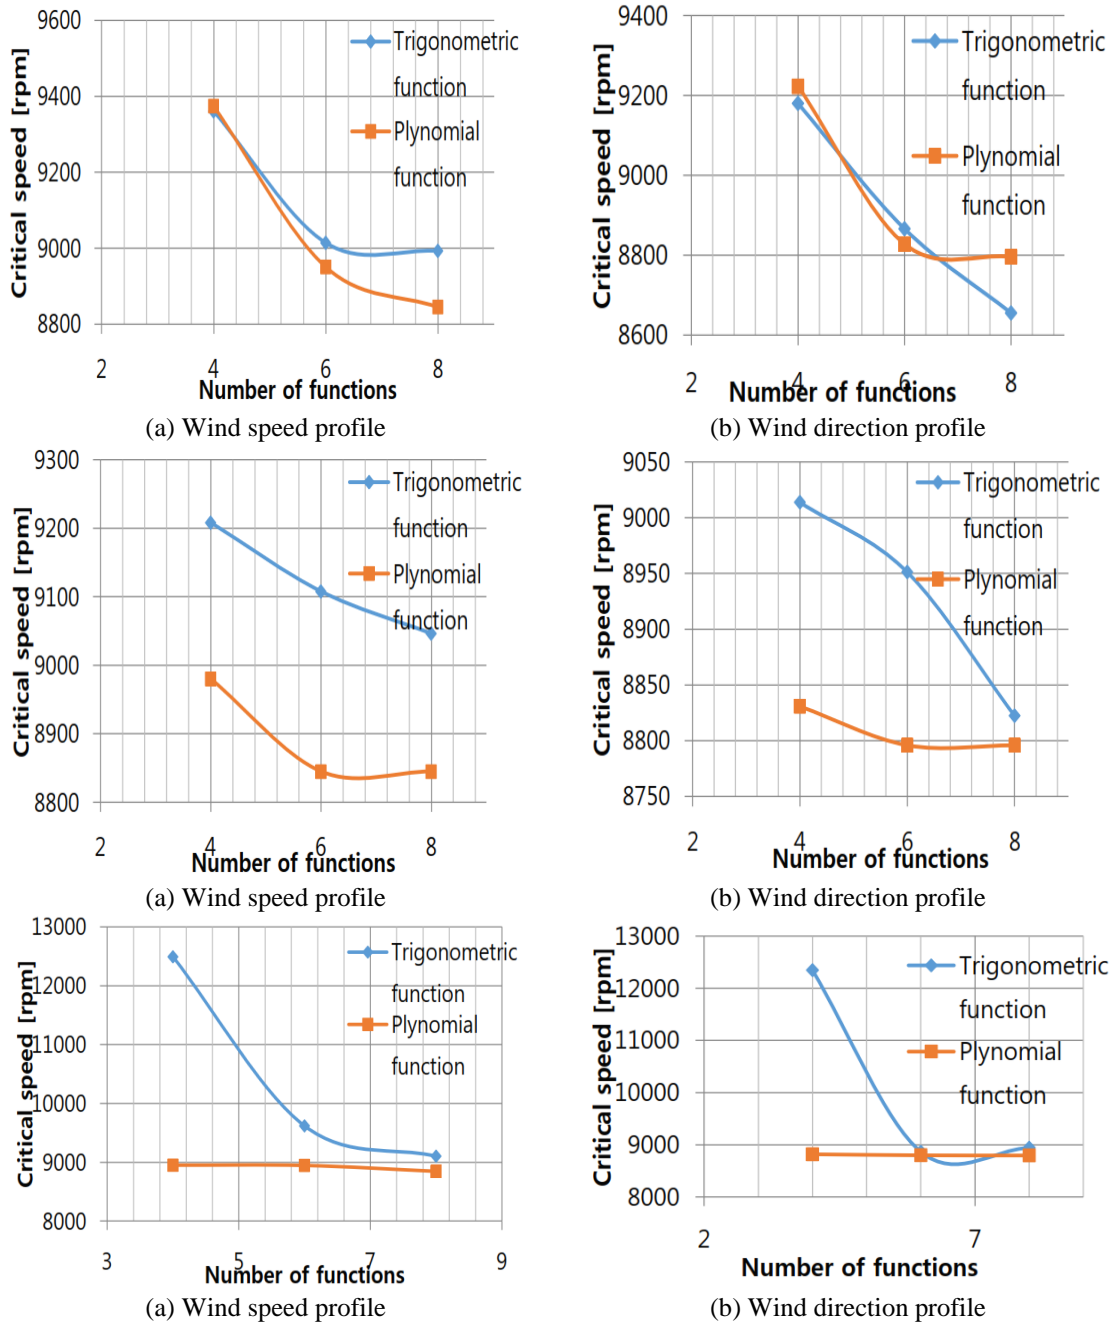 9600
9400
9200
9000
8800
Critical speed [rpm]
Trigonometric
function
Plynomial
function
2 4 6 8
Number of functions
(a) Wind speed profile
9400
9200
9000
8800
8600
Critical speed [rpm]
Trigonometric
function
Plynomial
function
2 4 6 8
Number of functions
(b) Wind direction profile
9300
9200
9100
9000
8900
8800
Critical speed [rpm]
Trigonometric
function
Plynomial
function
2 4 6 8
Number of functions
(a) Wind speed profile
9050
9000
8950
8900
8850
8800
8750
Critical speed [rpm]
Trigonometric
function
Plynomial
function
2 4 6 8
Number of functions
(b) Wind direction profile
13000
12000
11000
10000
9000
8000
Critical speed [rpm]
Trigonometric
function
Plynomial
function
3 5 7 9
Number of functions
(a) Wind speed profile
13000
12000
11000
10000
9000
8000
Critical speed [rpm]
Trigonometric
function
Plynomial
function
2 7
Number of functions
(b) Wind direction profile